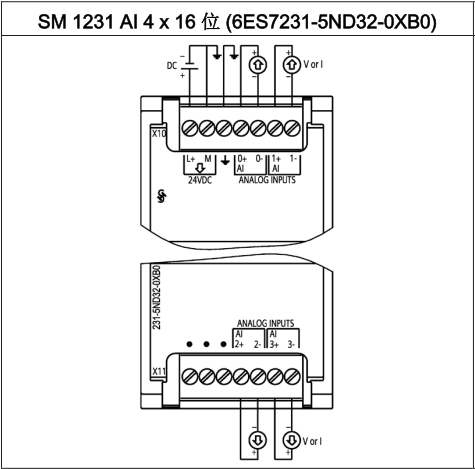 SM 1231 AI 4 x 16 位 (6ES7231-5ND32-0XB0)
DC
−
+
+
−
+
−
V or I
X10
L+ M 0+ 0- 1+ 1-
AI AI
24VDC ANALOG INPUTS
231-5ND32-0XB0
ANALOG INPUTS
AI AI
2+ 2- 3+ 3-
X11
−
+
−
+
V or I